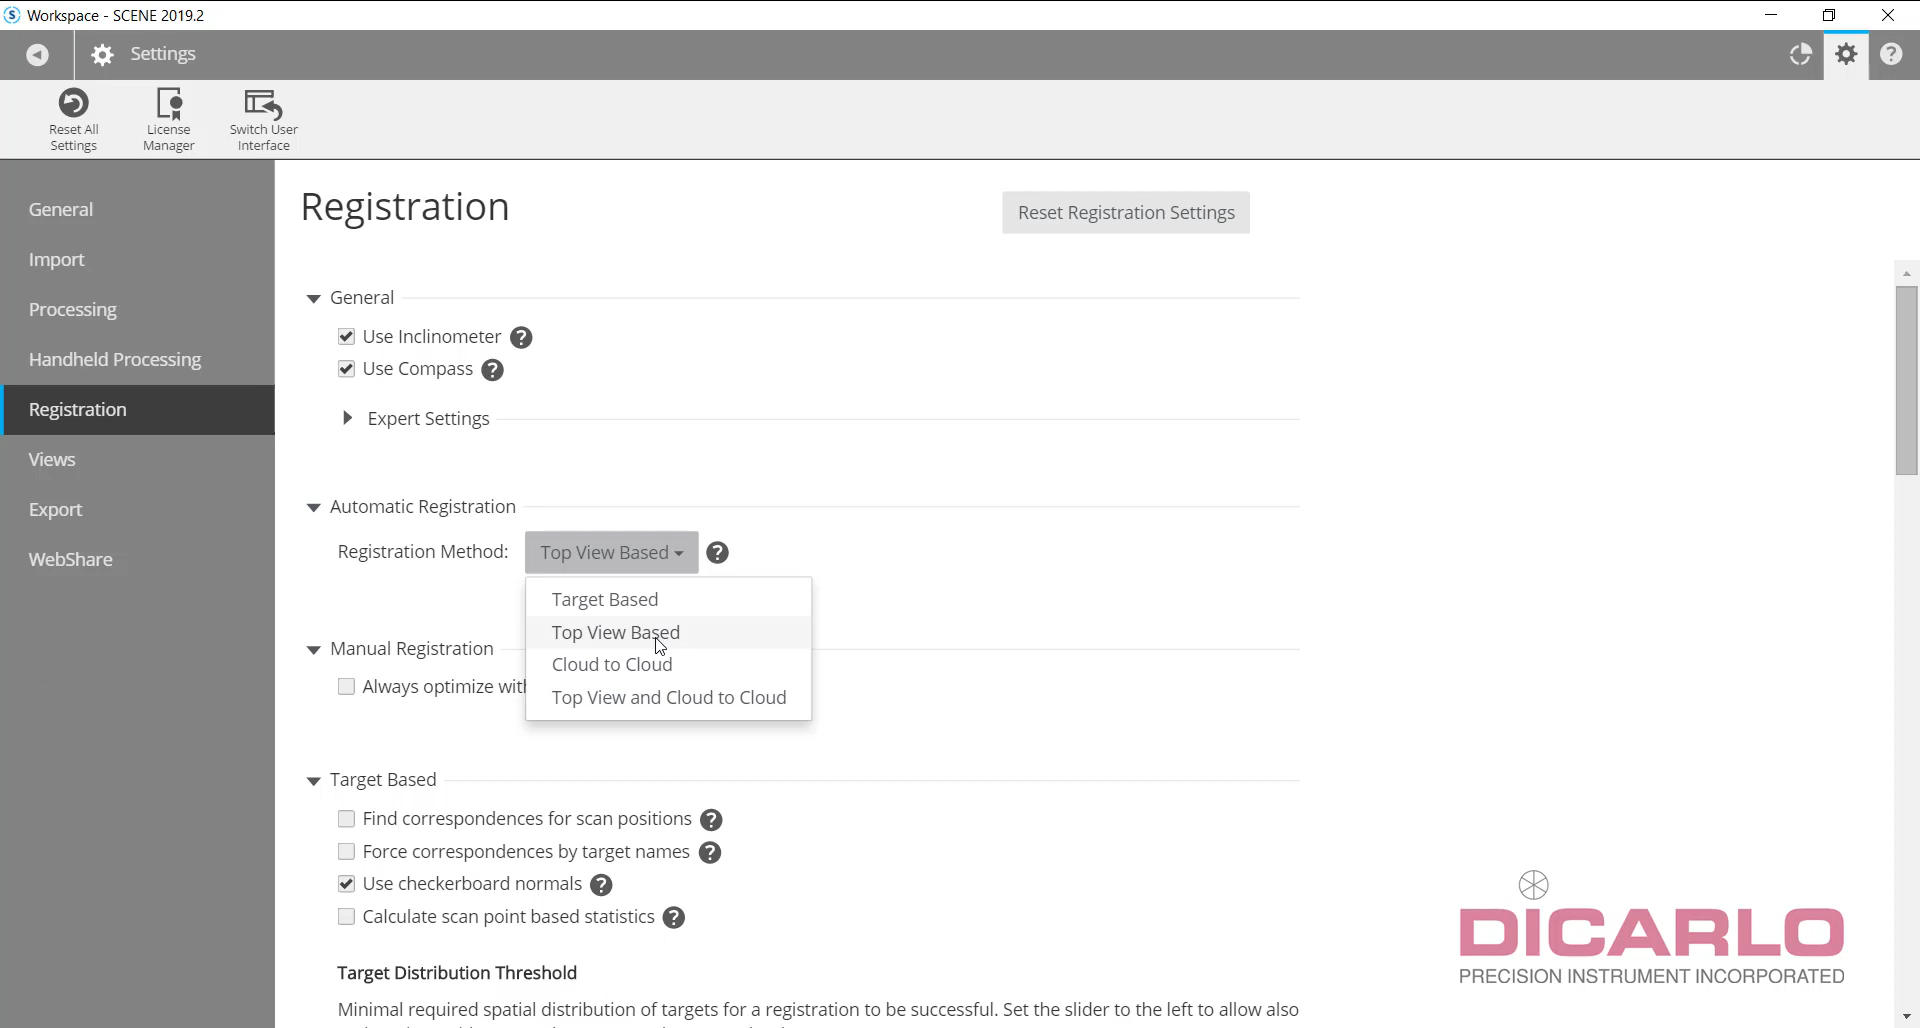 Workspace - SCENE 2019.2
Settings
Reset All
Settings
License
Manager
Switch User
Interface
General
Import
Processing
Handheld Processing
Registration
Views
Export
WebShare
Registration
Reset Registration Settings
General
Use Inclinometer ?
Use Compass ?
Expert Settings
Automatic Registration
Registration Method: Top View Based ?
Target Based
Top View Based
Cloud to Cloud
Top View and Cloud to Cloud
Manual Registration
Always optimize with
Target Based
Find correspondences for scan positions ?
Force correspondences by target names ?
Use checkerboard normals ?
Calculate scan point based statistics ?
Target Distribution Threshold
Minimal required spatial distribution of targets for a registration to be successful. Set the slider to the left to allow also
DICARLO
PRECISION INSTRUMENT INCORPORATED